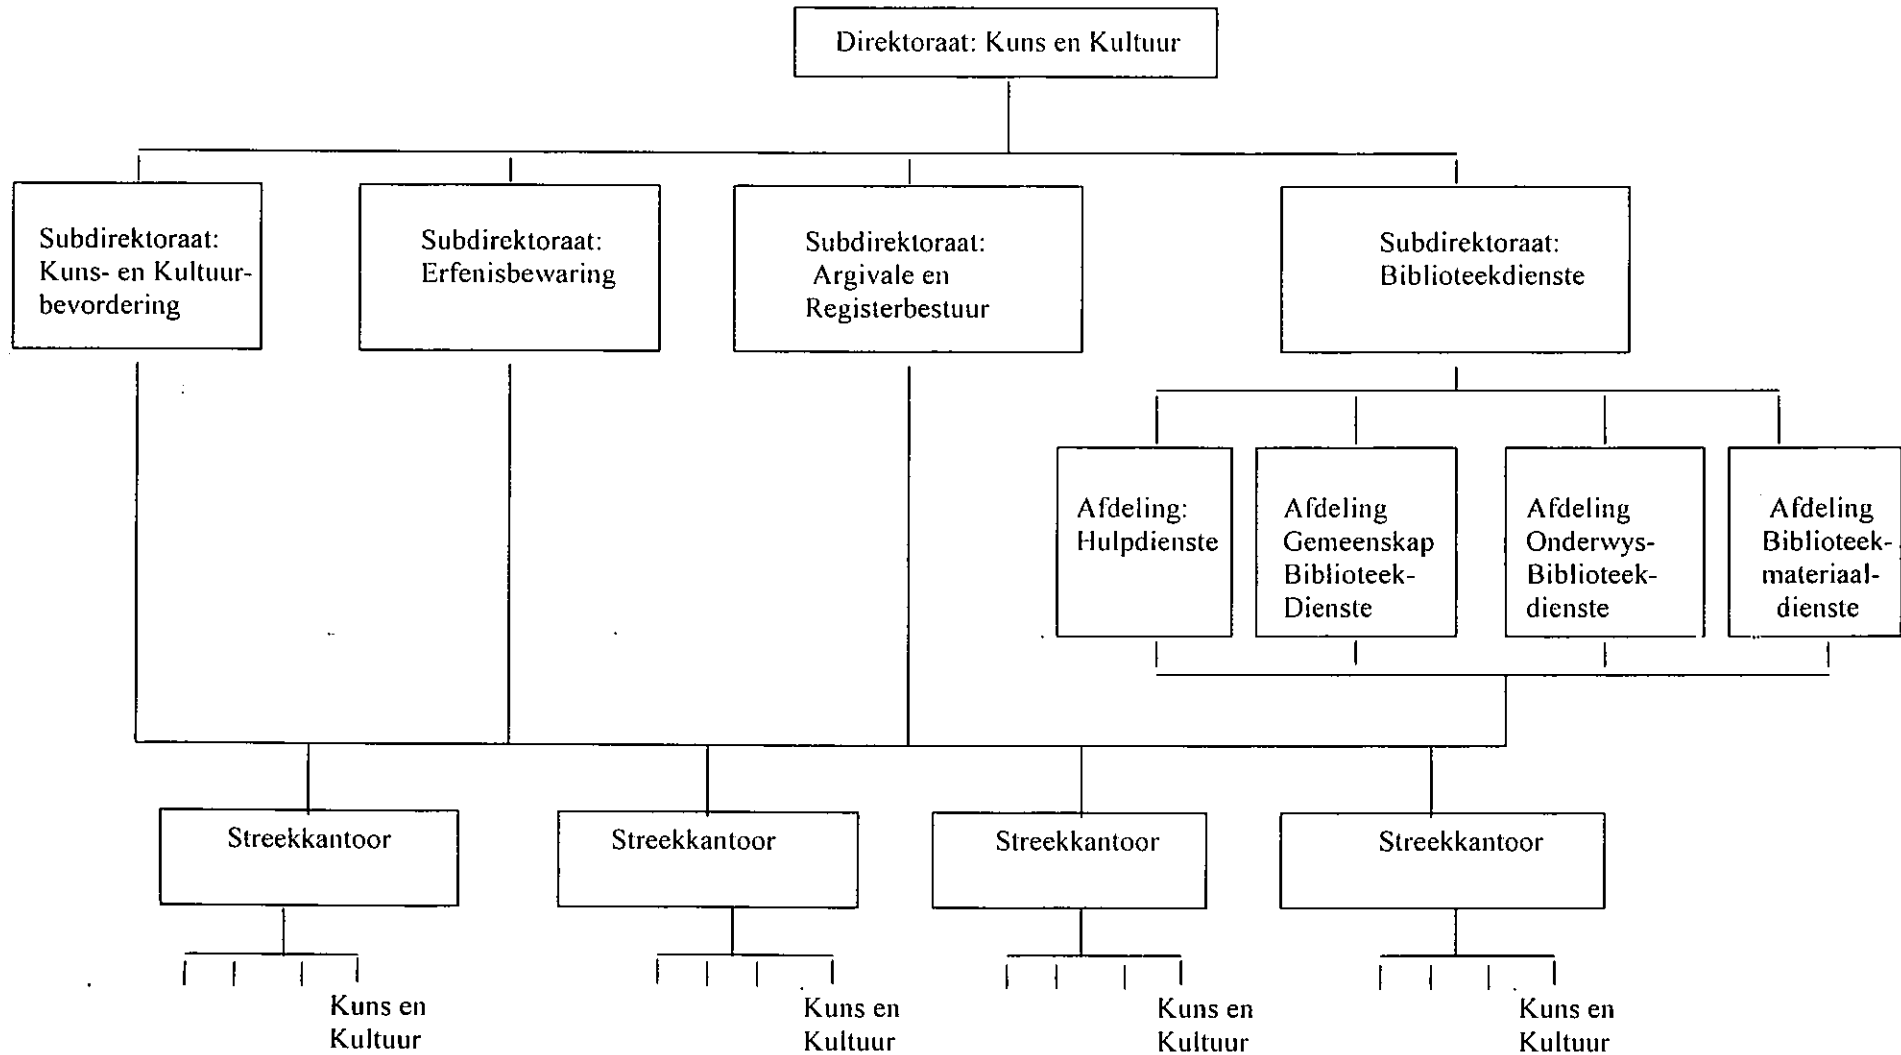 Direktoraat: Kuns en Kultuur
Subdirektoraat:
Kuns- en Kultuur-
bevordering
Subdirektoraat:
Erfenisbewaring
Subdirektoraat:
Argivale en
Registerbestuur
Subdirektoraat:
Biblioteekdienste
Afdeling:
Hulpdienste
Afdeling
Gemeenskap
Biblioteek-
Dienste
Afdeling
Onderwys-
Biblioteek-
dienste
Afdeling
Biblioteek-
materiaal-
dienste
Streekkantoor
Streekkantoor
Streekkantoor
Streekkantoor
Kuns en
Kultuur
Kuns en
Kultuur
Kuns en
Kultuur
Kuns en
Kultuur